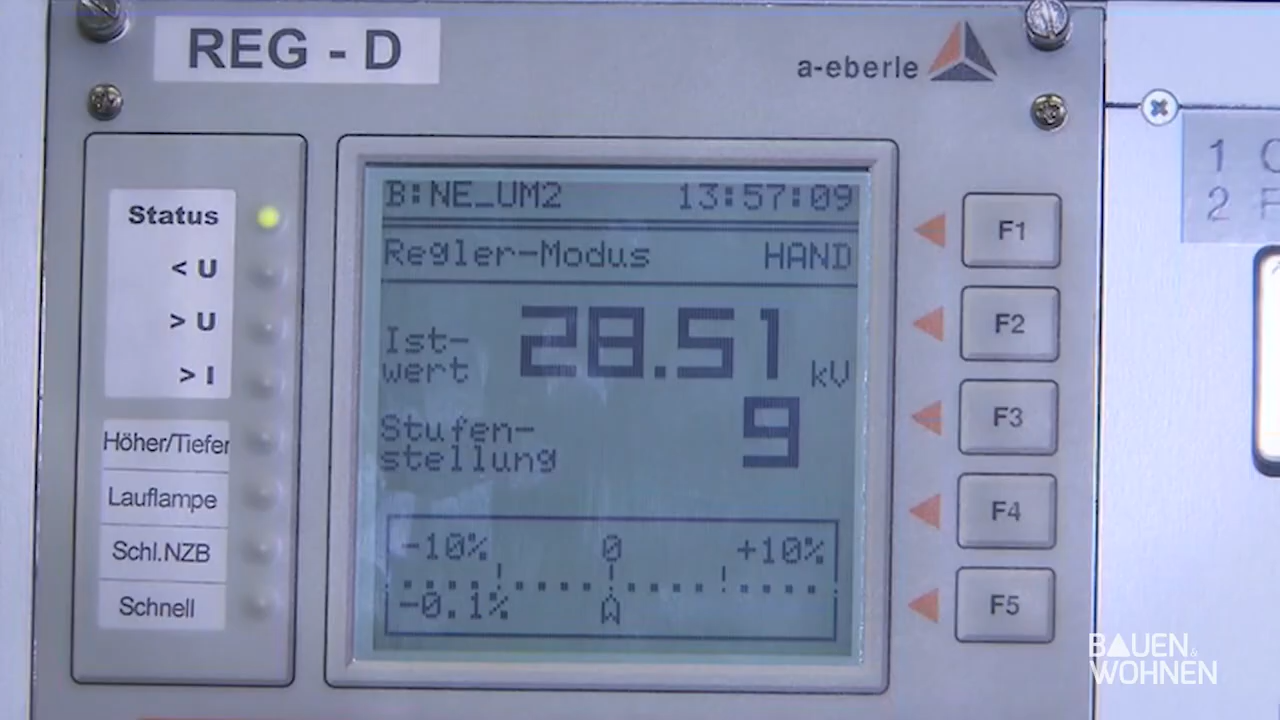 REG - D
a-eberle
Status
< U
> U
> I
Höher/Tiefer
Lauflampe
Schl.NZB
Schnell
B:NE_UM2 13:57:09
Regler-Modus HAND
Ist-
wert 28.51 kV
Stufen-
stellung 9
-10% 0 +10%
-0.1%
F1
F2
F3
F4
F5
1
2
BAUEN &
WOHNEN